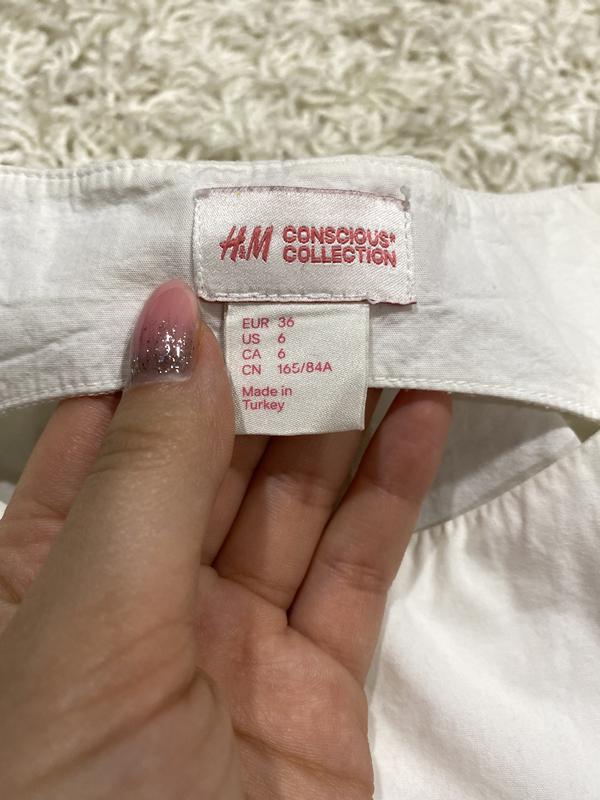 H&M CONSCIOUS*
COLLECTION
EUR 36
US 6
CA 6
CN 165/84A
Made in
Turkey